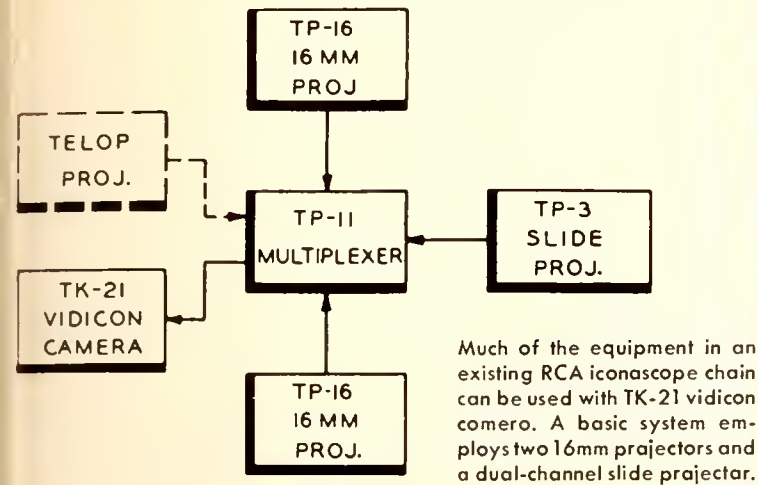 TP-16
16 MM
PROJ
TELOP
PROJ.
TP-11
MULTIPLEXER
TP-3
SLIDE
PROJ.
TK-21
VIDICON
CAMERA
TP-16
16 MM
PROJ.
Much of the equipment in an
existing RCA iconascope chain
can be used with TK-21 vidicon
comero. A basic system em-
ploys two 16mm prajectors and
a dual-channel slide prajectar.